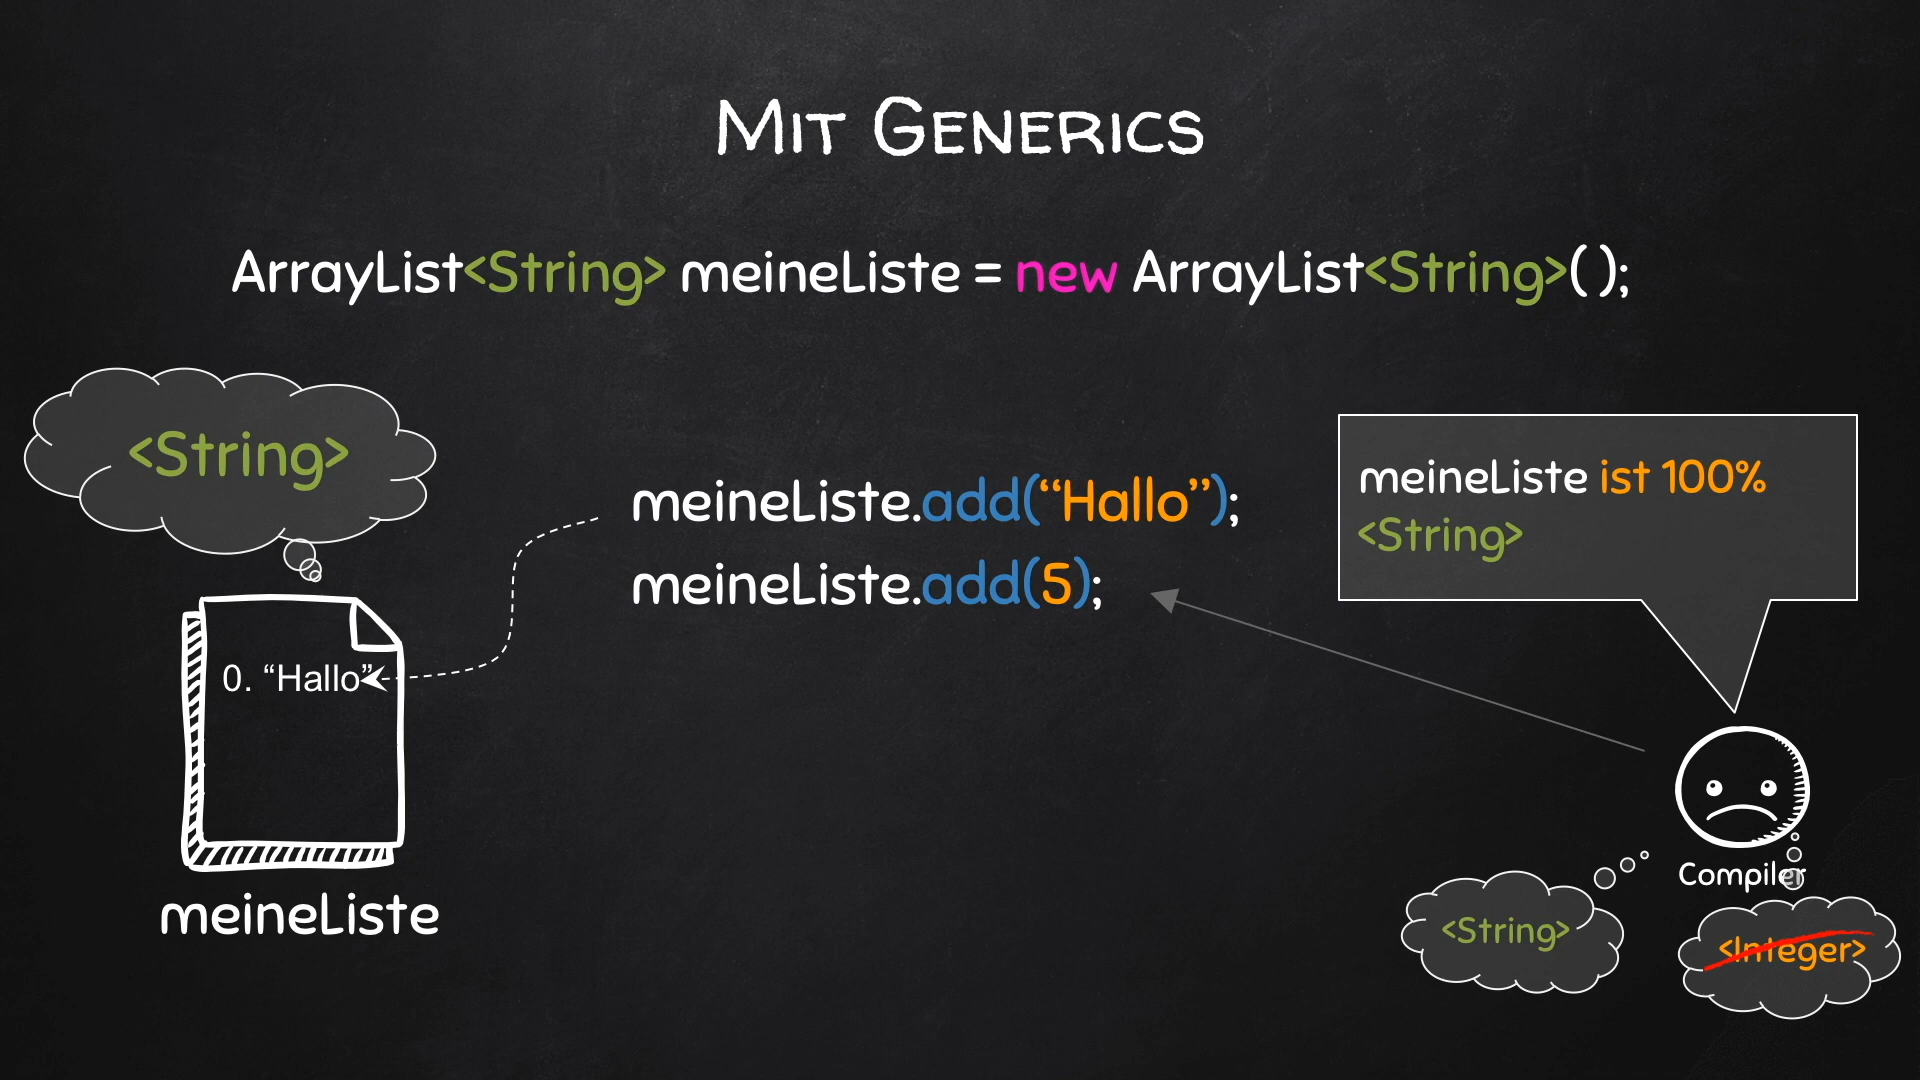 Mit Generics
ArrayList<String> meineListe = new ArrayList<String>( );
<String>
meineListe.add(“Hallo”);
meineListe.add(5);
meineListe ist 100%
<String>
0. “Hallo”
meineListe
Compiler
<String>
<Integer>